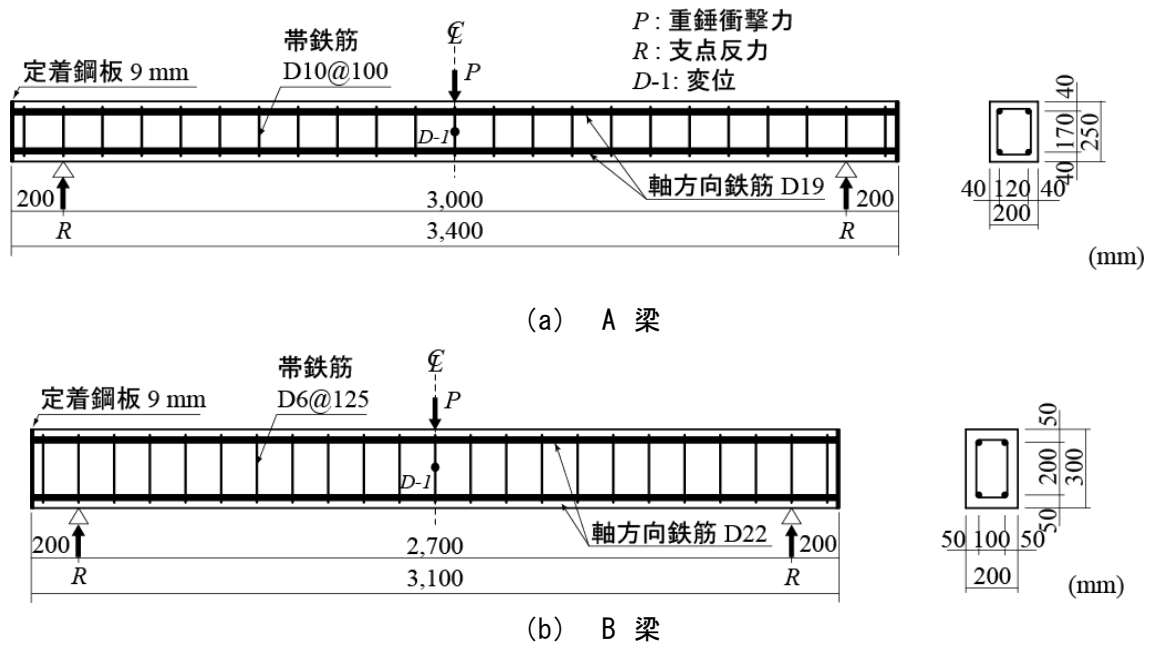 P : 重錘衝撃力
R : 支点反力
D-1: 変位
定着鋼板 9 mm
帯鉄筋
D10@100
℄
P
D-1
軸方向鉄筋 D19
200
3,000
200
R
3,400
R
40
170
250
40
40 120 40
200
(mm)
(a) A 梁
定着鋼板 9 mm
帯鉄筋
D6@125
℄
P
D-1
軸方向鉄筋 D22
200
2,700
200
R
3,100
R
50
200
300
50
50 100 50
200
(mm)
(b) B 梁